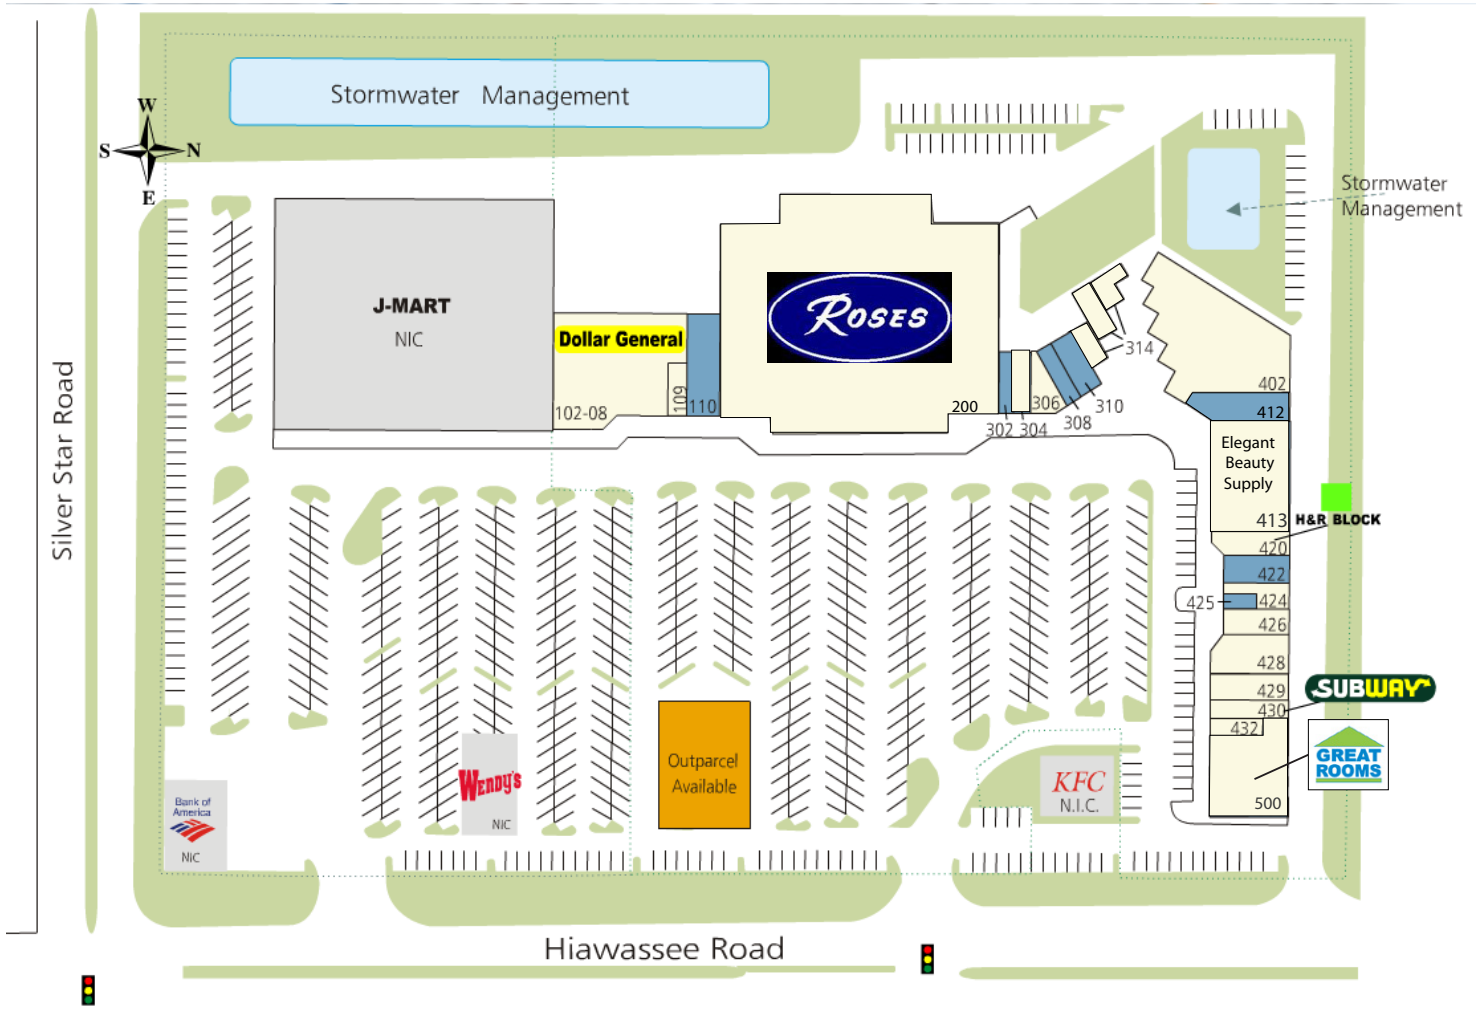 Stormwater Management
W
S N
E
Stormwater
Management
J-MART
NIC
Dollar General
ROSES
102-08
109
110
200
302
304
306
308
310
314
402
412
Elegant
Beauty
Supply
413
H&R BLOCK
420
422
425
424
426
428
429
SUBWAY
430
432
GREAT
ROOMS
500
Silver Star Road
Bank of
America
NIC
WENDY'S
NIC
Outparcel
Available
KFC
N.I.C.
Hiawassee Road